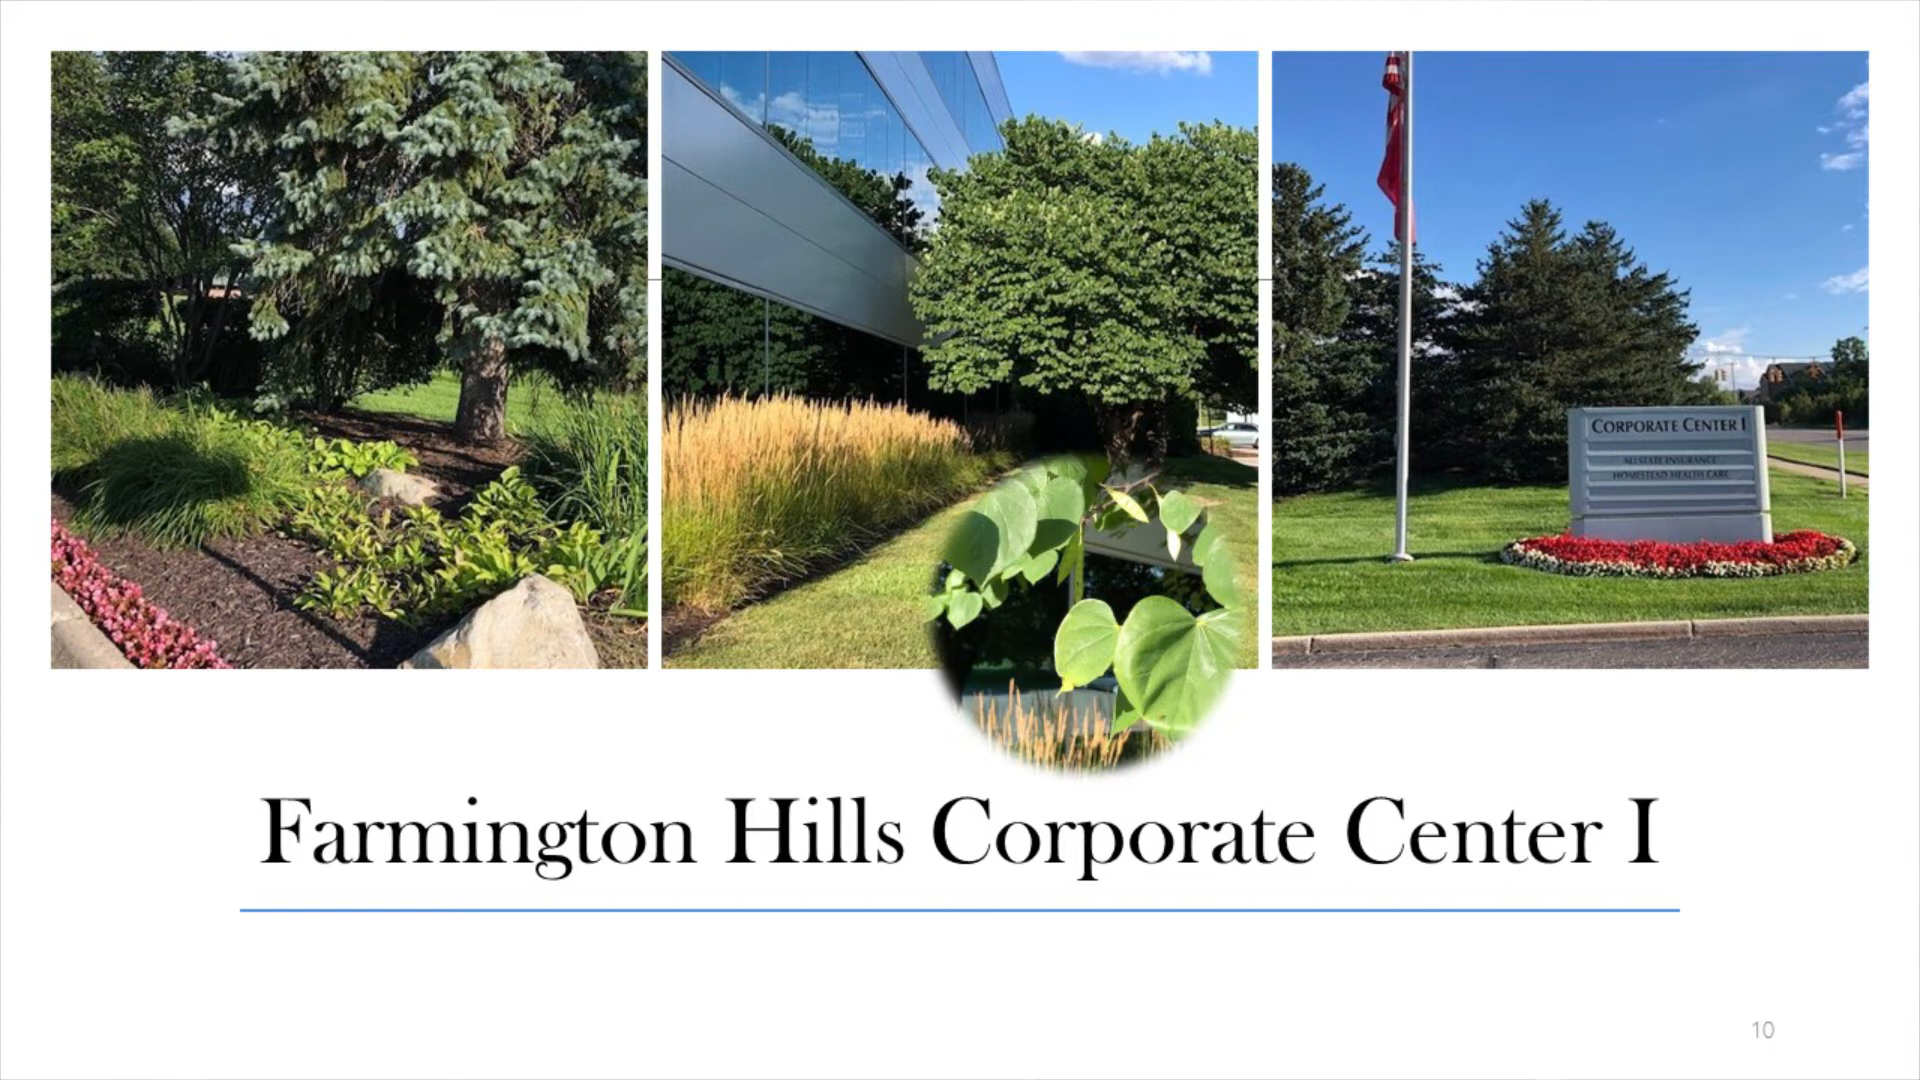 CORPORATE CENTER I
ALLSTATE INSURANCE
HOMESTEAD HEALTH CARE
Farmington Hills Corporate Center I
10